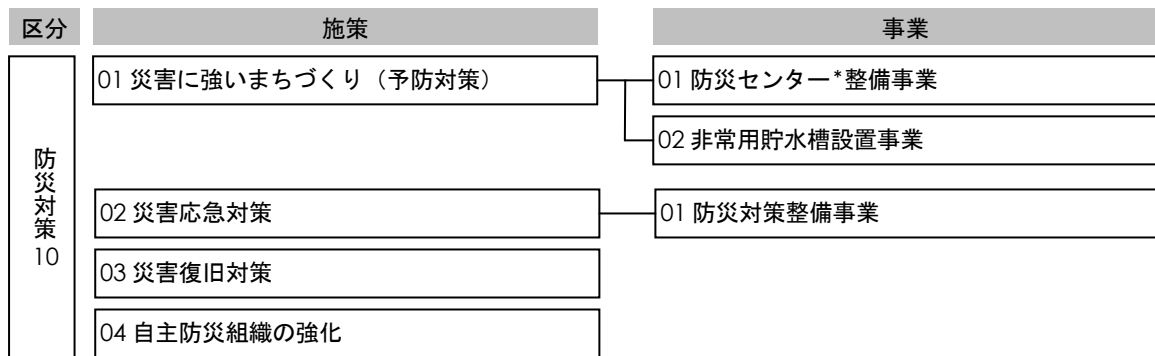 区分 施策 事業
防災対策10
01 災害に強いまちづくり（予防対策）
01 防災センター*整備事業
02 非常用貯水槽設置事業
02 災害応急対策
01 防災対策整備事業
03 災害復旧対策
04 自主防災組織の強化